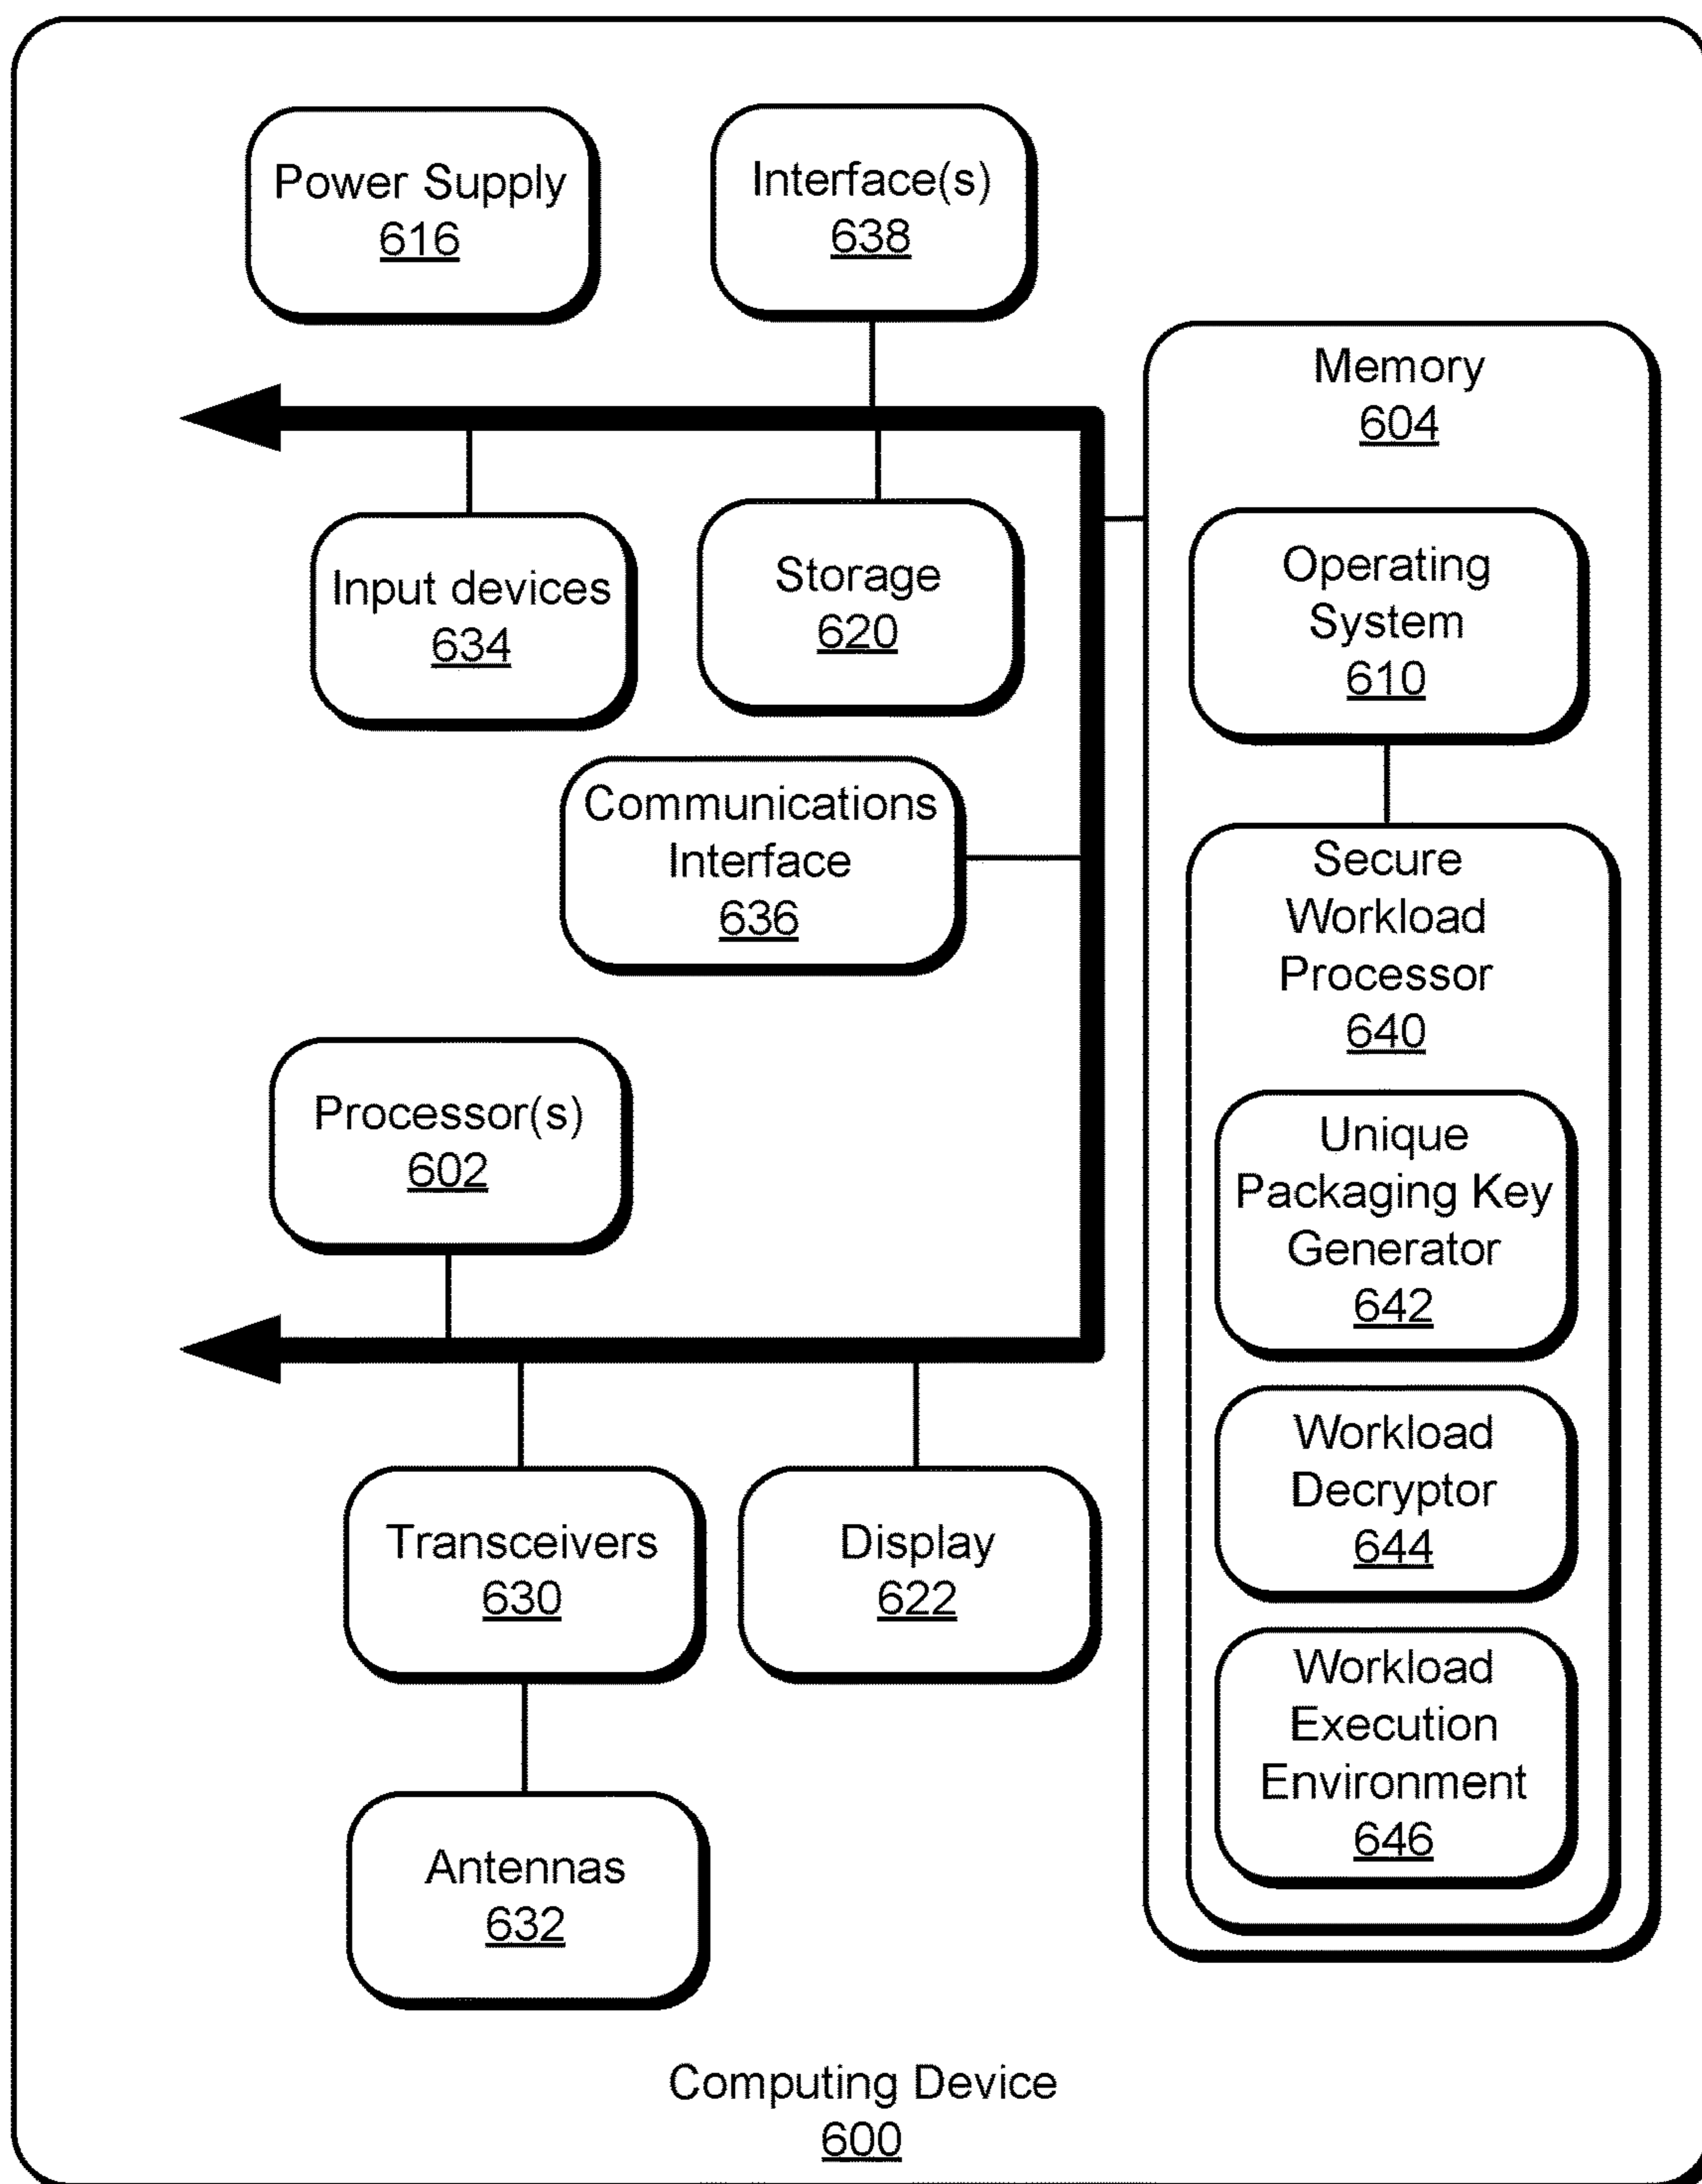 Power Supply
616
Interface(s)
638
Memory
604
Input devices
634
Storage
620
Operating
System
610
Communications
Interface
636
Secure
Workload
Processor
640
Processor(s)
602
Unique
Packaging Key
Generator
642
Workload
Decryptor
644
Transceivers
630
Display
622
Workload
Execution
Environment
646
Antennas
632
Computing Device
600